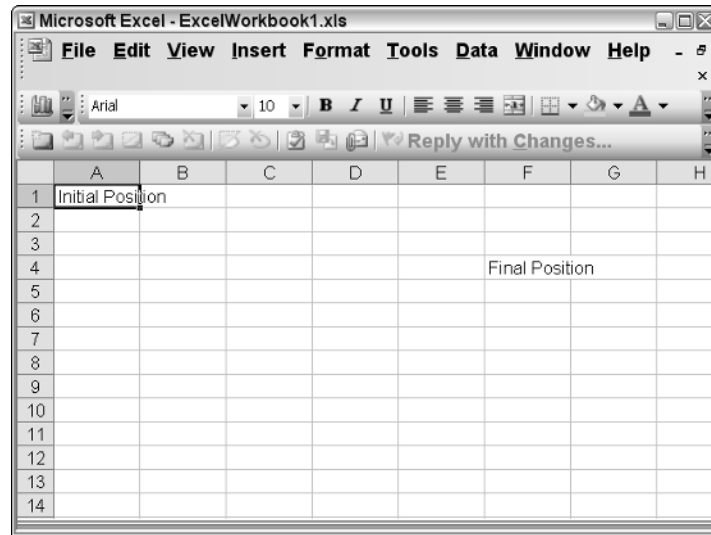 Microsoft Excel - ExcelWorkbook1.xls
File Edit View Insert Format Tools Data Window Help
Arial 10 B I U A
Reply with Changes...
A B C D E F G H
1 Initial Position
2
3
4 Final Position
5
6
7
8
9
10
11
12
13
14